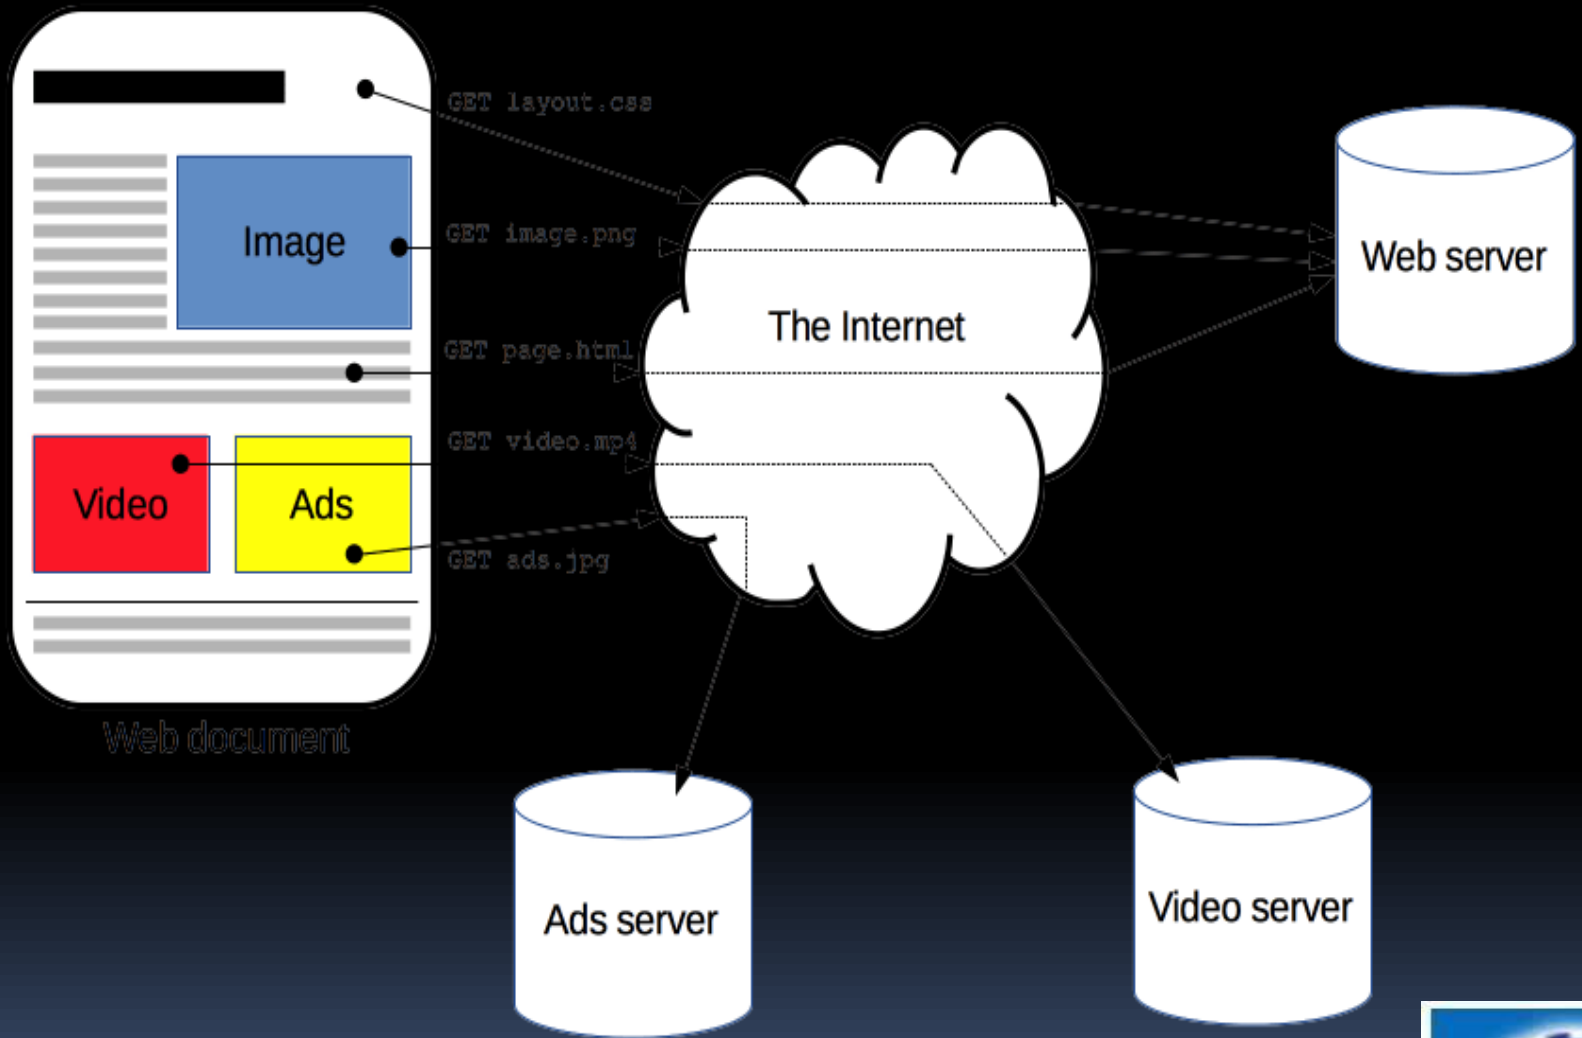 GET layout.css
GET image.png
Image
Web server
The Internet
GET page.html
GET video.mp4
Video
Ads
GET ads.jpg
Web document
Ads server
Video server